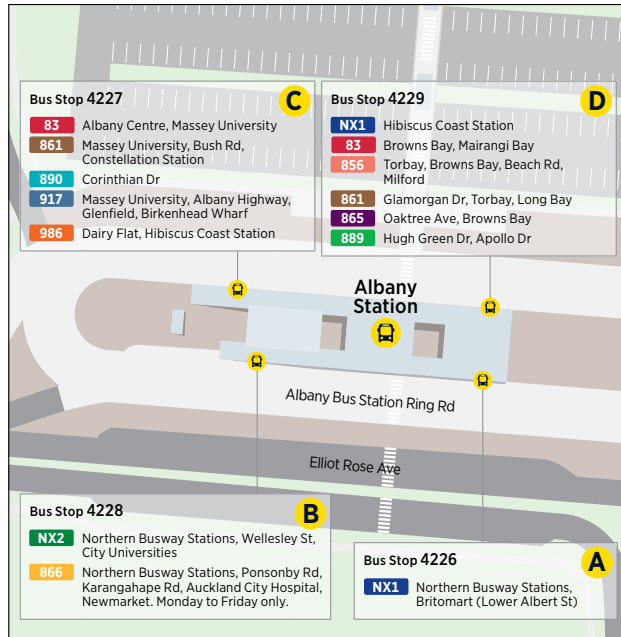 Bus Stop 4227
C
83 Albany Centre, Massey University
861 Massey University, Bush Rd,
Constellation Station
890 Corinthian Dr
917 Massey University, Albany Highway,
Glenfield, Birkenhead Wharf
986 Dairy Flat, Hibiscus Coast Station
Bus Stop 4229
D
NX1 Hibiscus Coast Station
83 Browns Bay, Mairangi Bay
856 Torbay, Browns Bay, Beach Rd,
Milford
861 Glamorgan Dr, Torbay, Long Bay
865 Oaktree Ave, Browns Bay
889 Hugh Green Dr, Apollo Dr
Albany
Station
Albany Bus Station Ring Rd
Elliot Rose Ave
Bus Stop 4228
B
NX2 Northern Busway Stations, Wellesley St,
City Universities
866 Northern Busway Stations, Ponsonby Rd,
Karangahape Rd, Auckland City Hospital,
Newmarket. Monday to Friday only.
Bus Stop 4226
A
NX1 Northern Busway Stations,
Britomart (Lower Albert St)